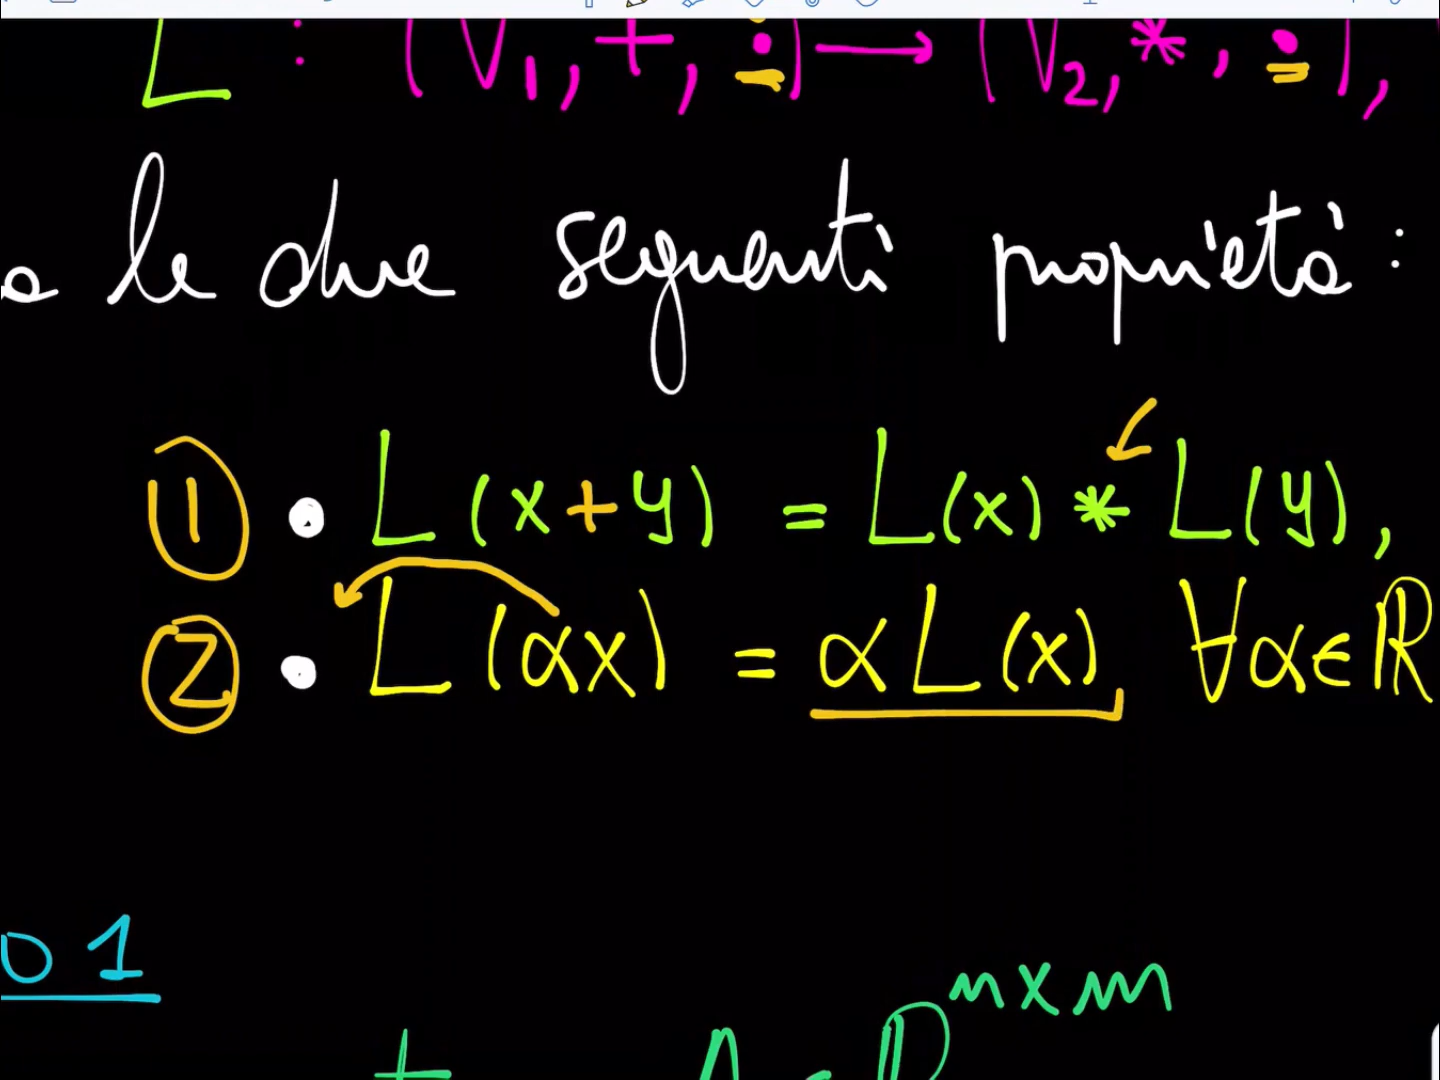 L : (V₁, +, ·) → (V₂, *, ·),
le due seguenti proprietà:
① • L(x+y) = L(x) * L(y),
② • L(αx) = αL(x), ∀α∈ℝ
o 1
n×m